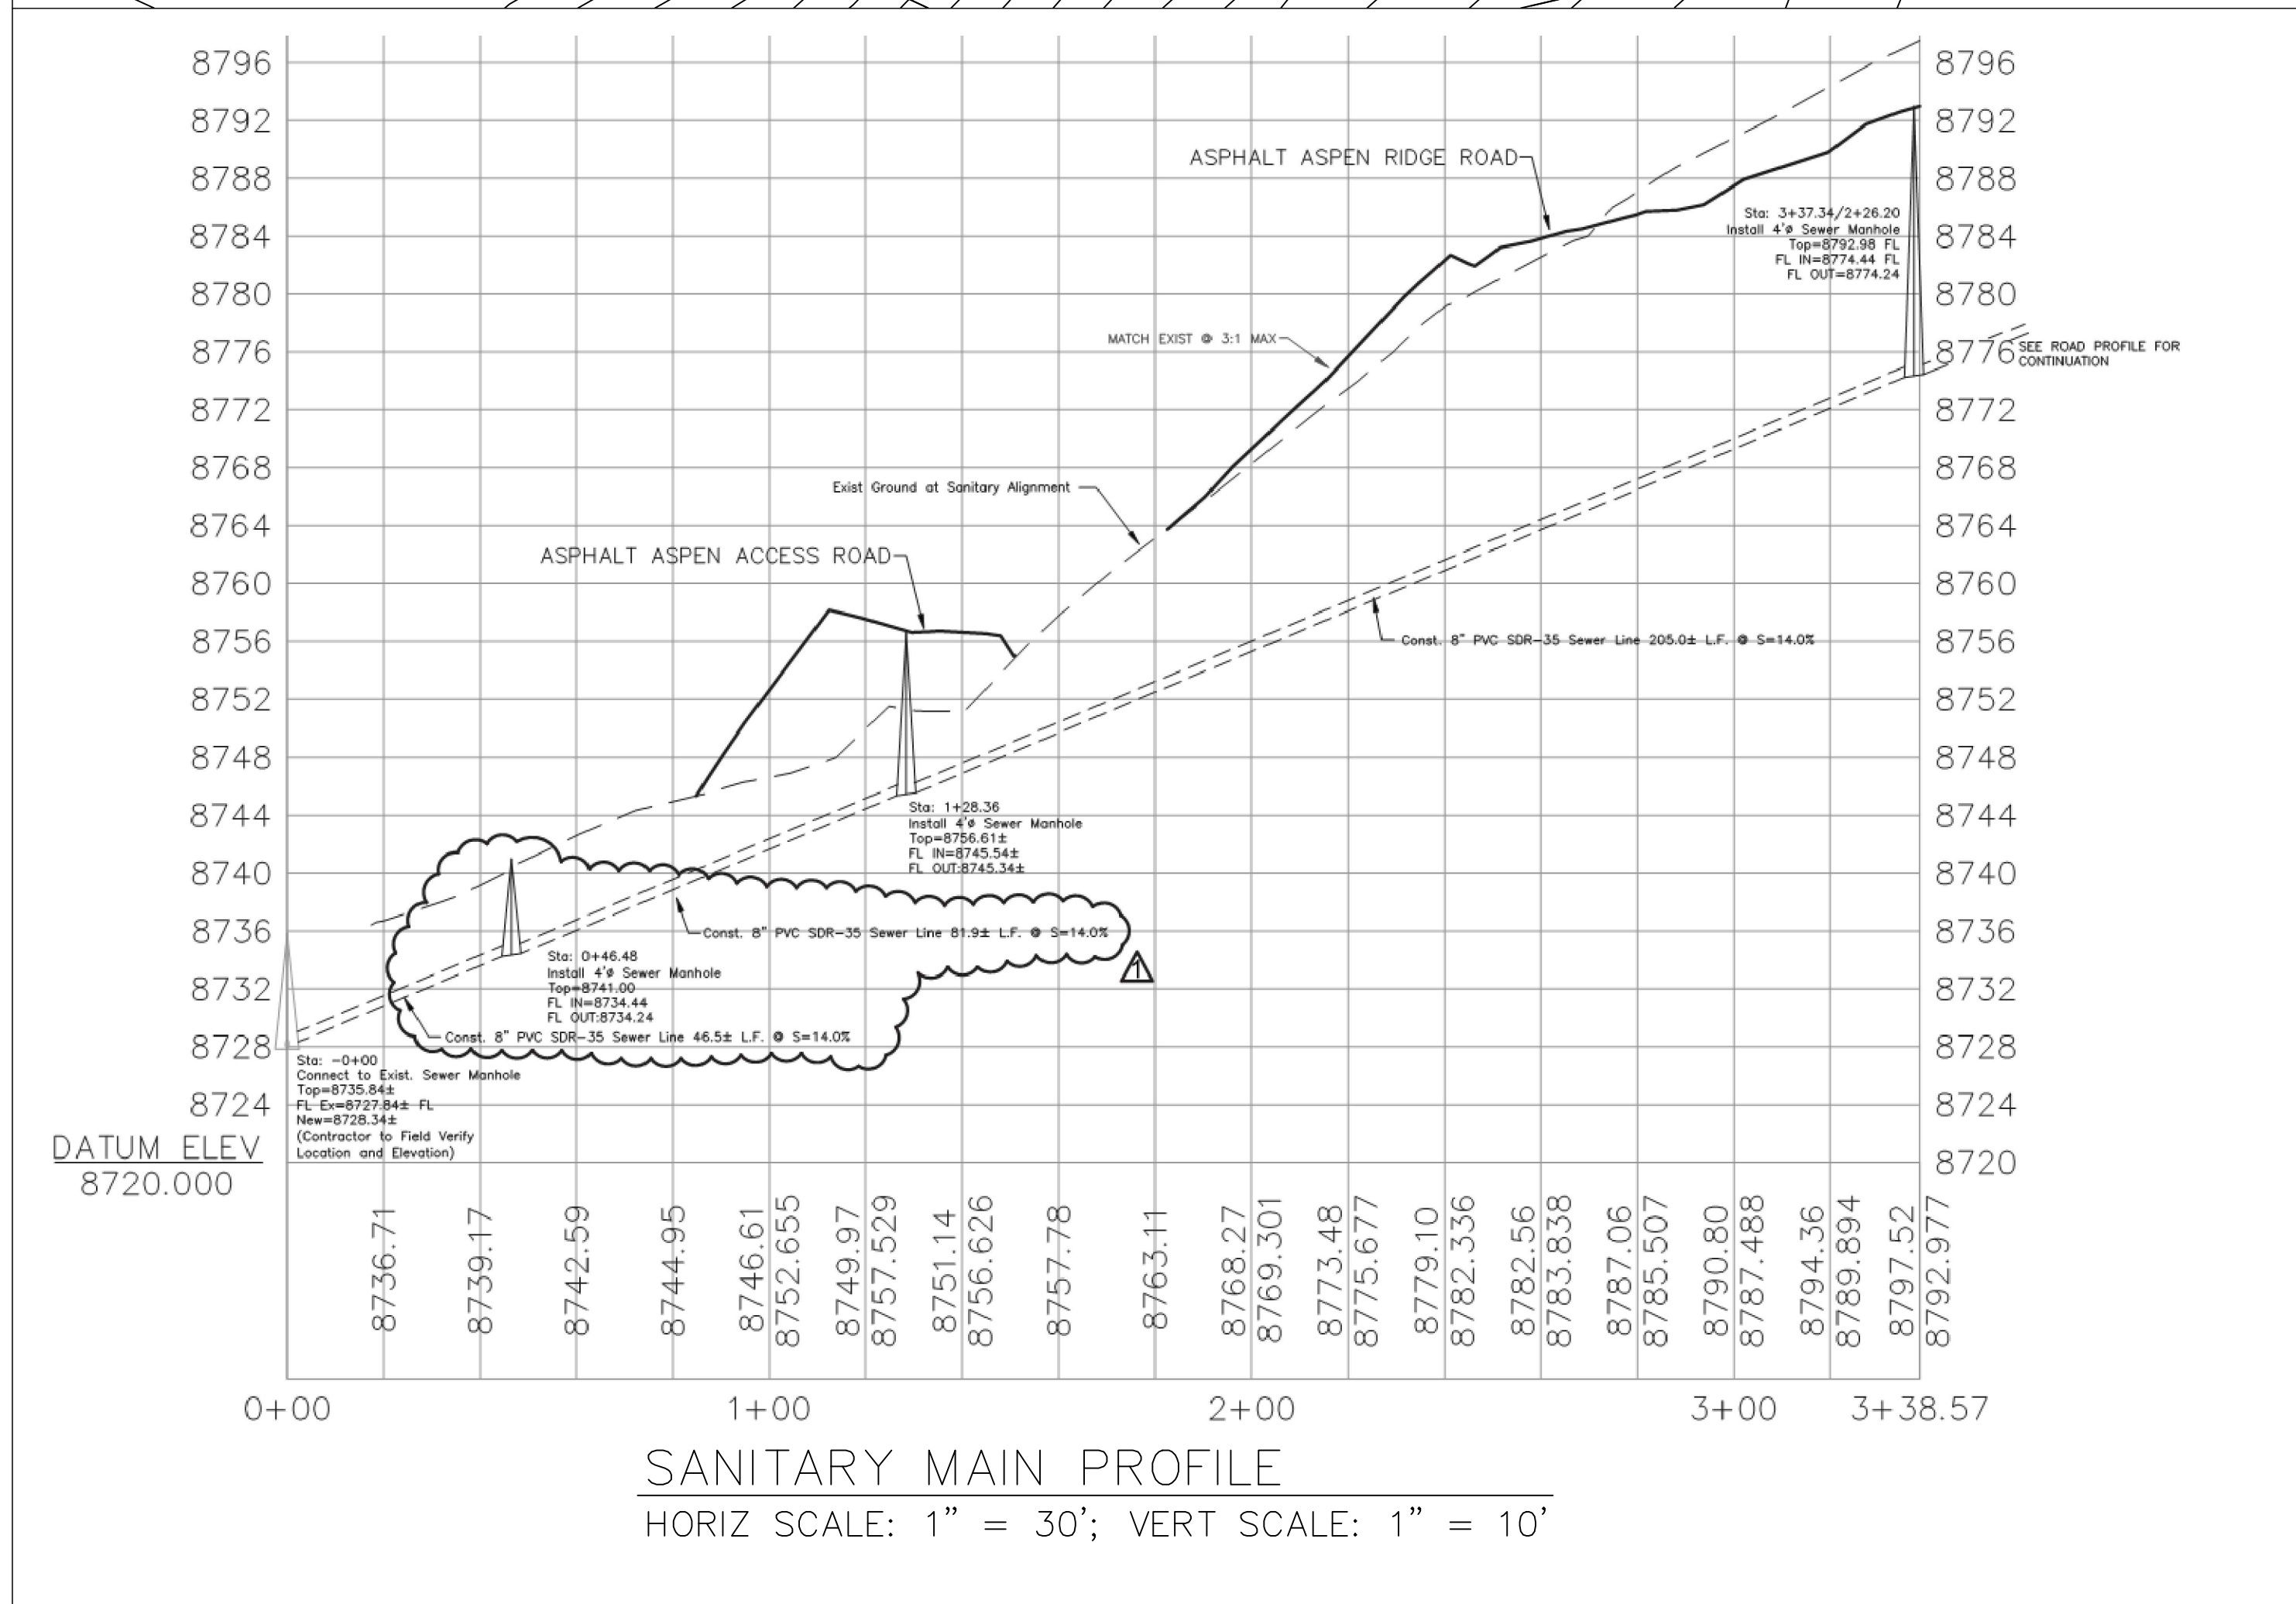 8796
8792
8788
8784
8780
8776
8772
8768
8764
8760
8756
8752
8748
8744
8740
8736
8732
8728
8724
DATUM ELEV
8720.000
8796
8792
8788
8784
8780
8776
8772
8768
8764
8760
8756
8752
8748
8744
8740
8736
8732
8728
8724
8720
ASPHALT ASPEN RIDGE ROAD
Sta: 3+37.34/2+26.20
Install 4'ø Sewer Manhole
Top=8792.98 FL
FL IN=8774.44 FL
FL OUT=8774.24
MATCH EXIST @ 3:1 MAX
SEE ROAD PROFILE FOR
CONTINUATION
Exist Ground at Sanitary Alignment
ASPHALT ASPEN ACCESS ROAD
Const. 8" PVC SDR-35 Sewer Line 205.0± L.F. @ S=14.0%
Sta: 1+28.36
Install 4'ø Sewer Manhole
Top=8756.61±
FL IN=8745.54±
FL OUT:8745.34±
Const. 8" PVC SDR-35 Sewer Line 81.9± L.F. @ S=14.0%
1
Sta: 0+46.48
Install 4'ø Sewer Manhole
Top=8741.00
FL IN=8734.44
FL OUT:8734.24
Const. 8" PVC SDR-35 Sewer Line 46.5± L.F. @ S=14.0%
Sta: -0+00
Connect to Exist. Sewer Manhole
Top=8735.84±
FL Ex=8727.84± FL
New=8728.34±
(Contractor to Field Verify
Location and Elevation)
8736.71
8739.17
8742.59
8744.95
8746.61
8752.655
8749.97
8757.529
8751.14
8756.626
8757.78
8763.11
8768.27
8769.301
8773.48
8775.677
8779.10
8782.336
8782.56
8783.838
8787.06
8785.507
8790.80
8787.488
8794.36
8789.894
8797.52
8792.977
0+00
1+00
2+00
3+00
3+38.57
SANITARY MAIN PROFILE
HORIZ SCALE: 1" = 30'; VERT SCALE: 1" = 10'